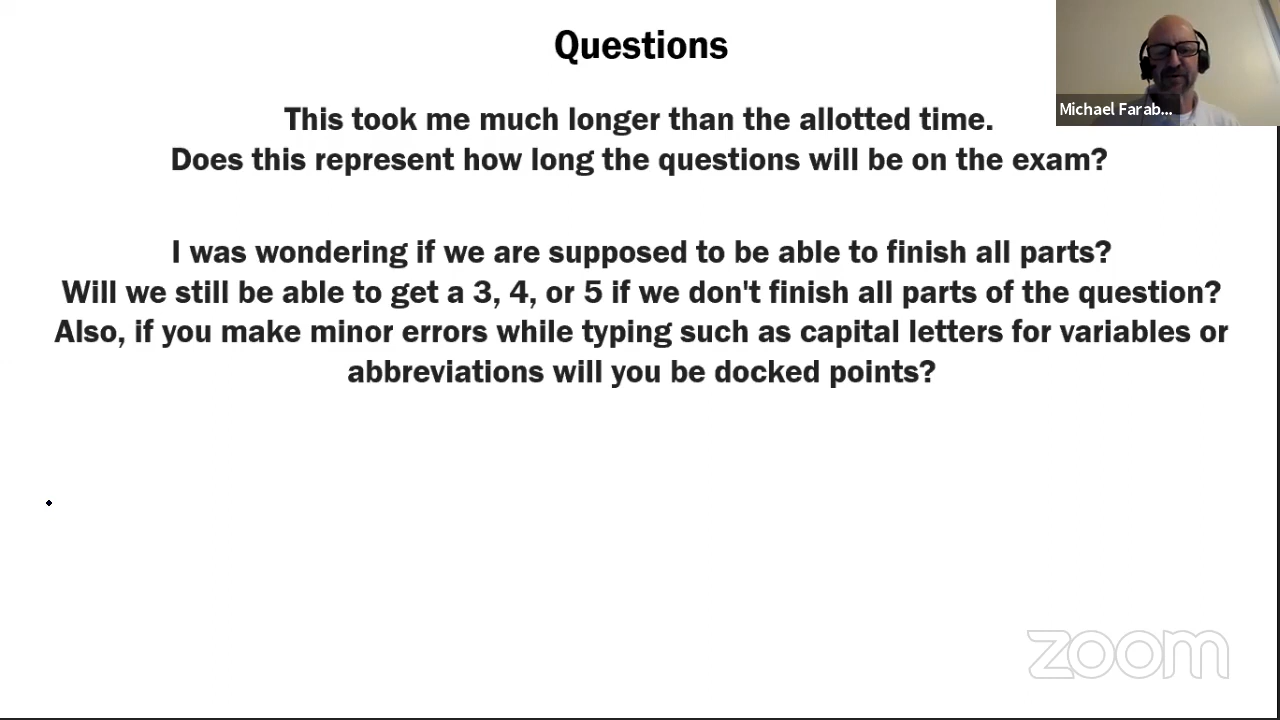 Questions
Michael Farab...
This took me much longer than the allotted time.
Does this represent how long the questions will be on the exam?
I was wondering if we are supposed to be able to finish all parts?
Will we still be able to get a 3, 4, or 5 if we don't finish all parts of the question?
Also, if you make minor errors while typing such as capital letters for variables or
abbreviations will you be docked points?
zoom